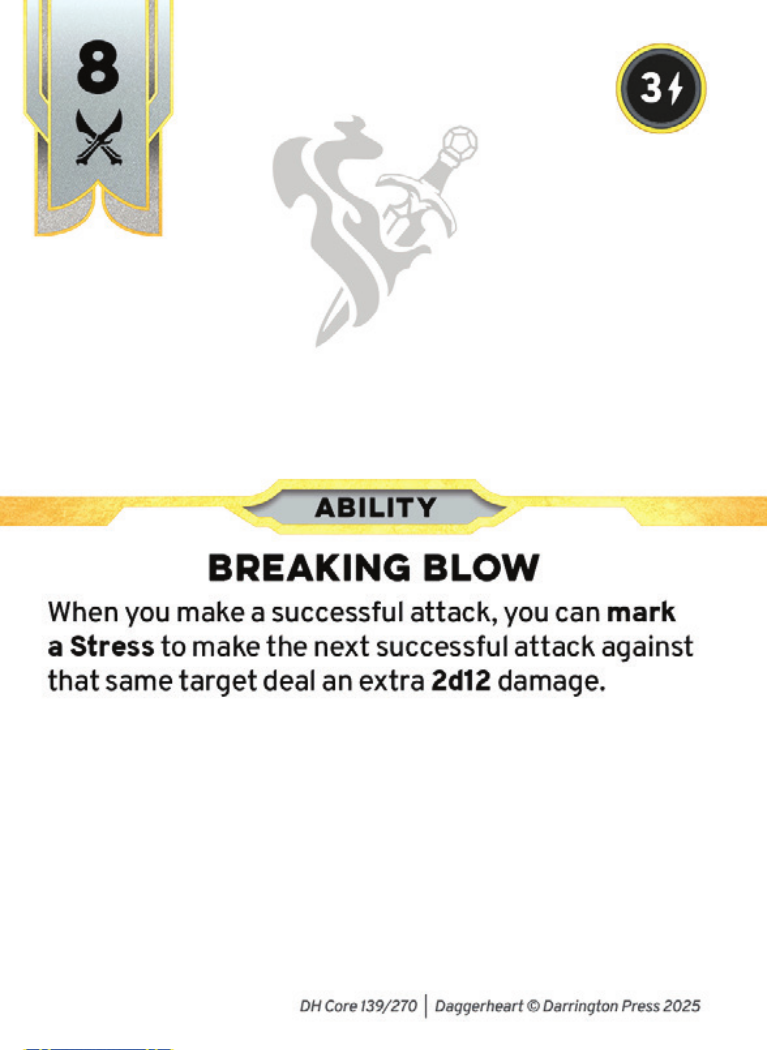 8
3
ABILITY
BREAKING BLOW
When you make a successful attack, you can mark
a Stress to make the next successful attack against
that same target deal an extra 2d12 damage.
DH Core 139/270 | Daggerheart © Darrington Press 2025